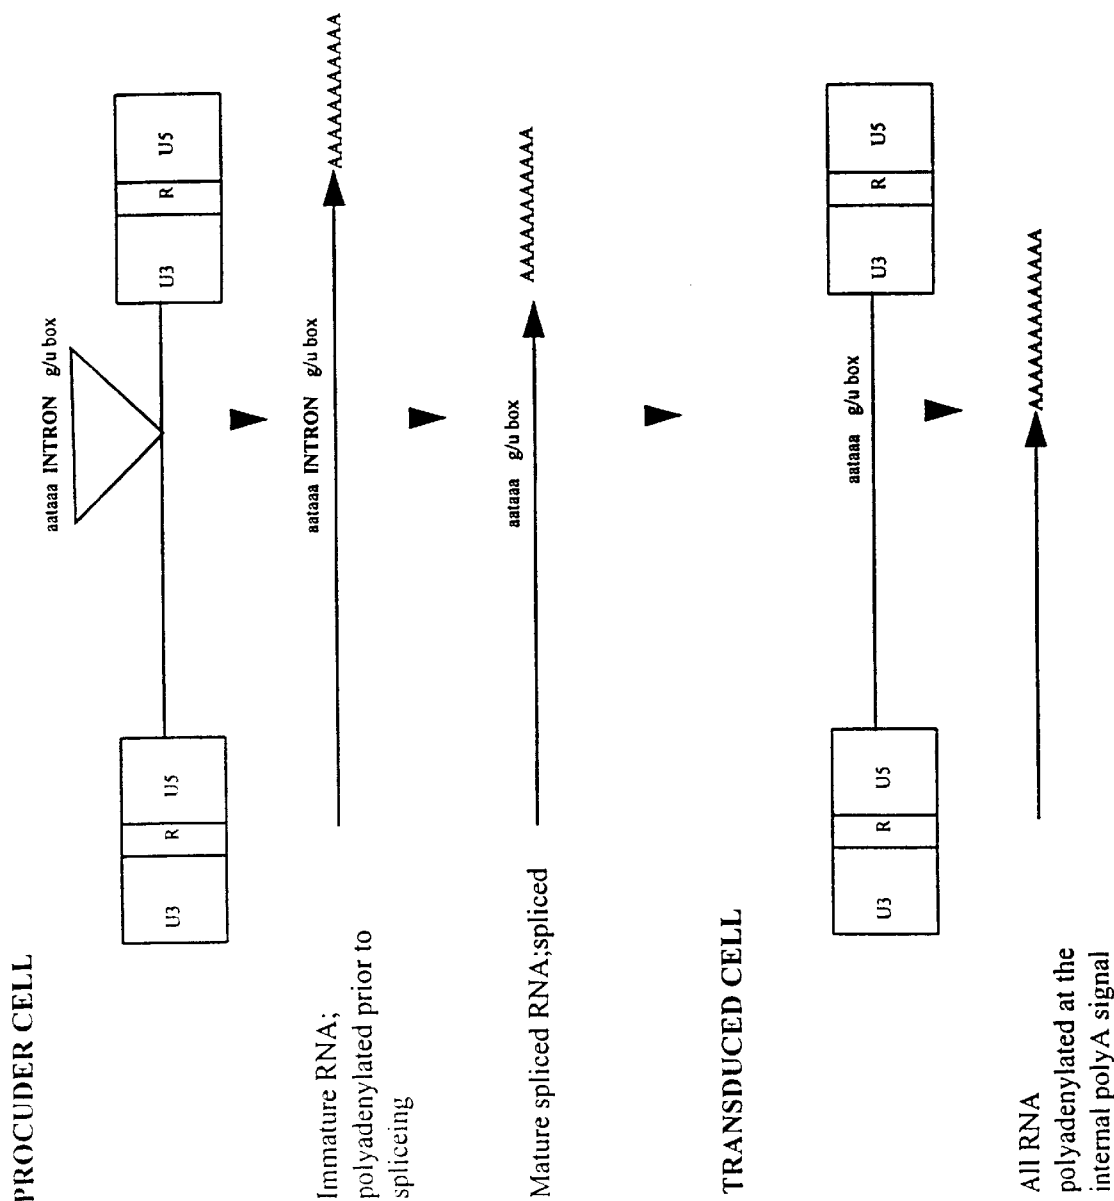 PROCUDER CELL
aataaa INTRON g/u box
U3 R U5
U3 R U5
Immature RNA;
polyadenylated prior to
spliceing
aataaa INTRON g/u box
AAAAAAAAAAAA
Mature spliced RNA;spliced
aataaa g/u box
AAAAAAAAAAAA
TRANSDUCED CELL
U3 R U5
aataaa g/u box
U3 R U5
All RNA
polyadenylated at the
internal polyA signal
AAAAAAAAAAAAA